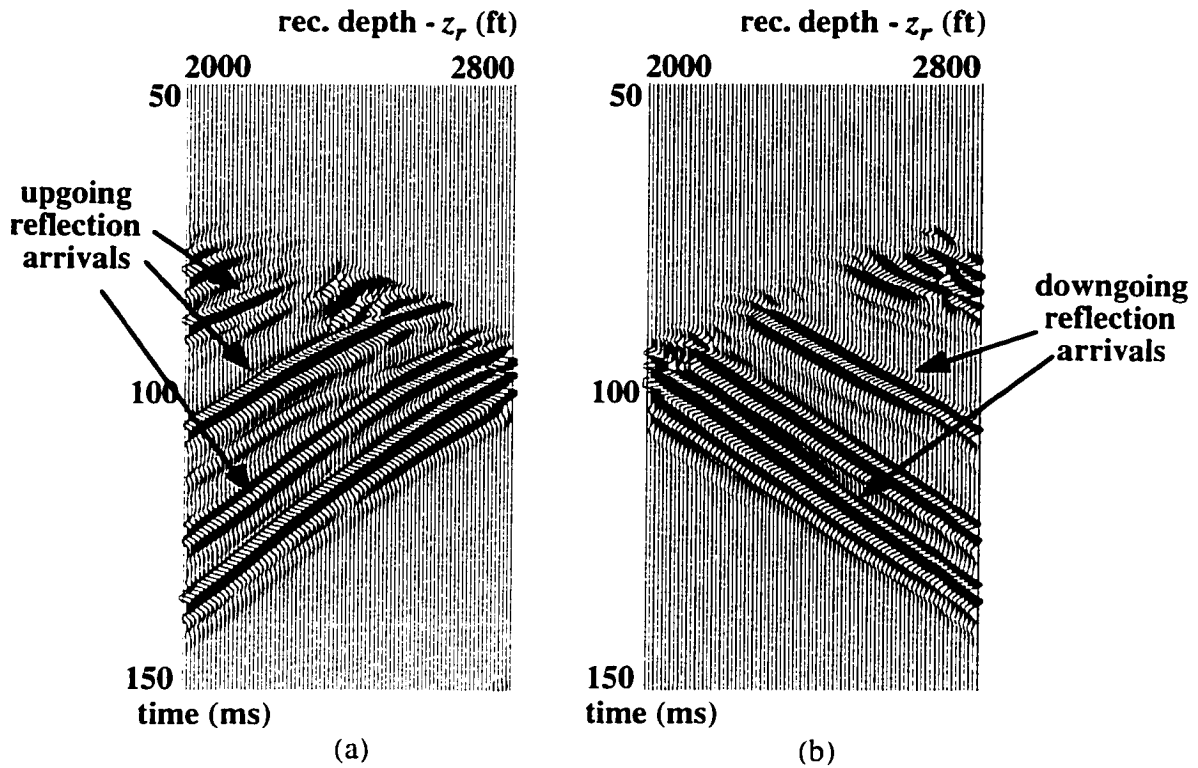 rec. depth - z_r (ft)
2000 2800
50
upgoing
reflection
arrivals
100
150
time (ms)
(a)
rec. depth - z_r (ft)
2000 2800
50
downgoing
reflection
arrivals
100
150
time (ms)
(b)